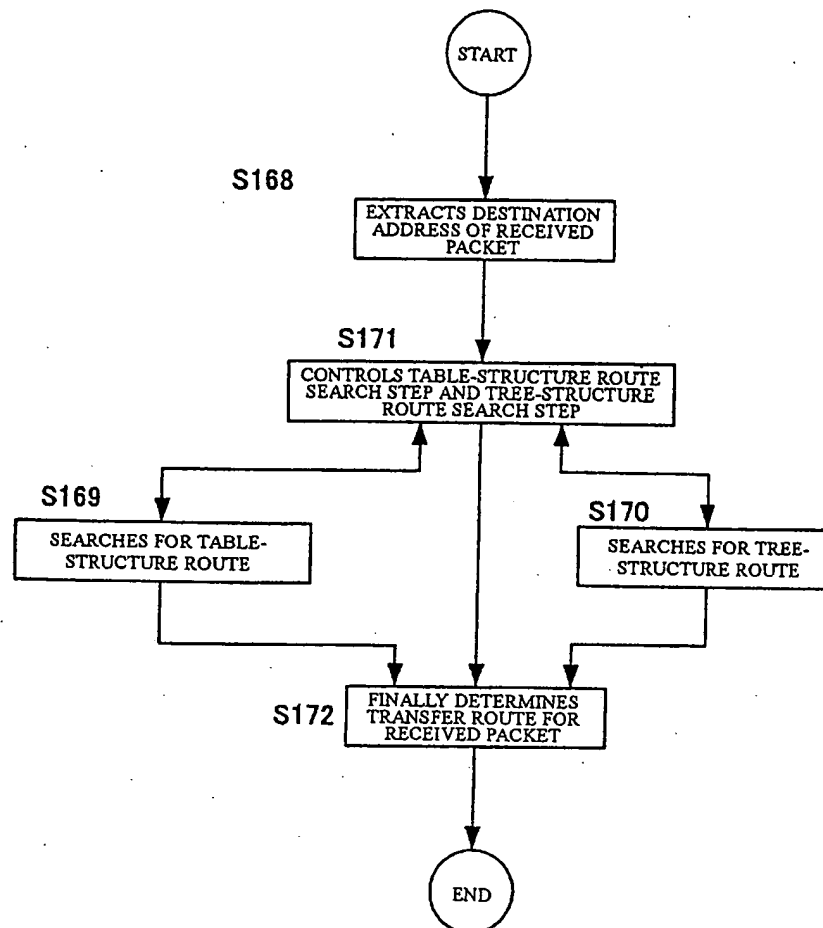 START
S168
EXTRACTS DESTINATION
ADDRESS OF RECEIVED
PACKET
S171
CONTROLS TABLE-STRUCTURE ROUTE
SEARCH STEP AND TREE-STRUCTURE
ROUTE SEARCH STEP
S169
SEARCHES FOR TABLE-
STRUCTURE ROUTE
S170
SEARCHES FOR TREE-
STRUCTURE ROUTE
S172
FINALLY DETERMINES
TRANSFER ROUTE FOR
RECEIVED PACKET
END